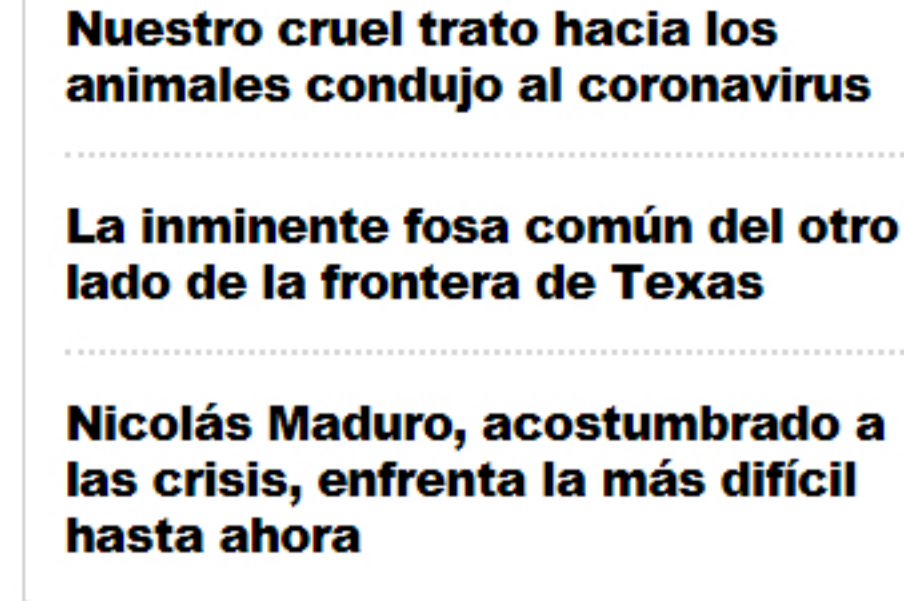 Nuestro cruel trato hacia los
animales condujo al coronavirus
La inminente fosa común del otro
lado de la frontera de Texas
Nicolás Maduro, acostumbrado a
las crisis, enfrenta la más difícil
hasta ahora